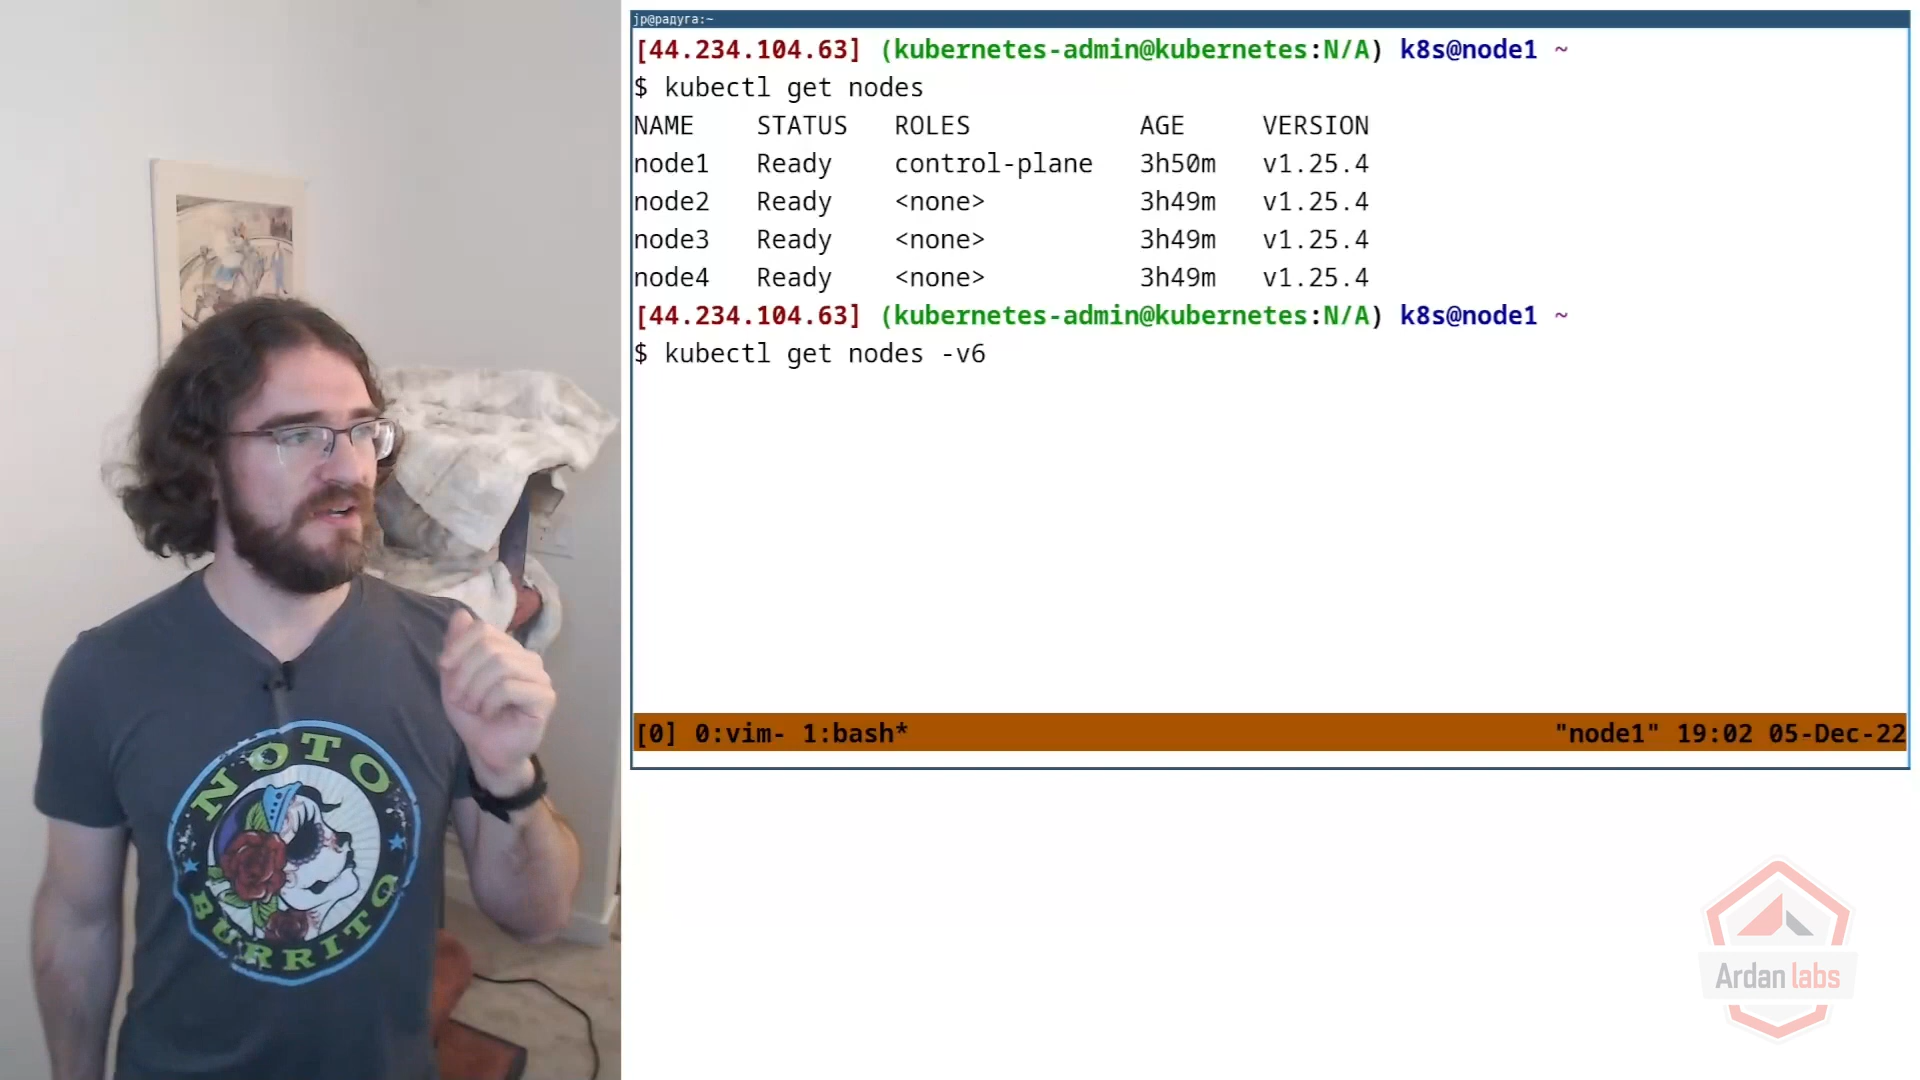 jp@радуга:~
[44.234.104.63] (kubernetes-admin@kubernetes:N/A) k8s@node1 ~
$ kubectl get nodes
NAME STATUS ROLES AGE VERSION
node1 Ready control-plane 3h50m v1.25.4
node2 Ready <none> 3h49m v1.25.4
node3 Ready <none> 3h49m v1.25.4
node4 Ready <none> 3h49m v1.25.4
[44.234.104.63] (kubernetes-admin@kubernetes:N/A) k8s@node1 ~
$ kubectl get nodes -v6
[0] 0:vim- 1:bash* "node1" 19:02 05-Dec-22
NOTO
BURRITO
Ardan labs